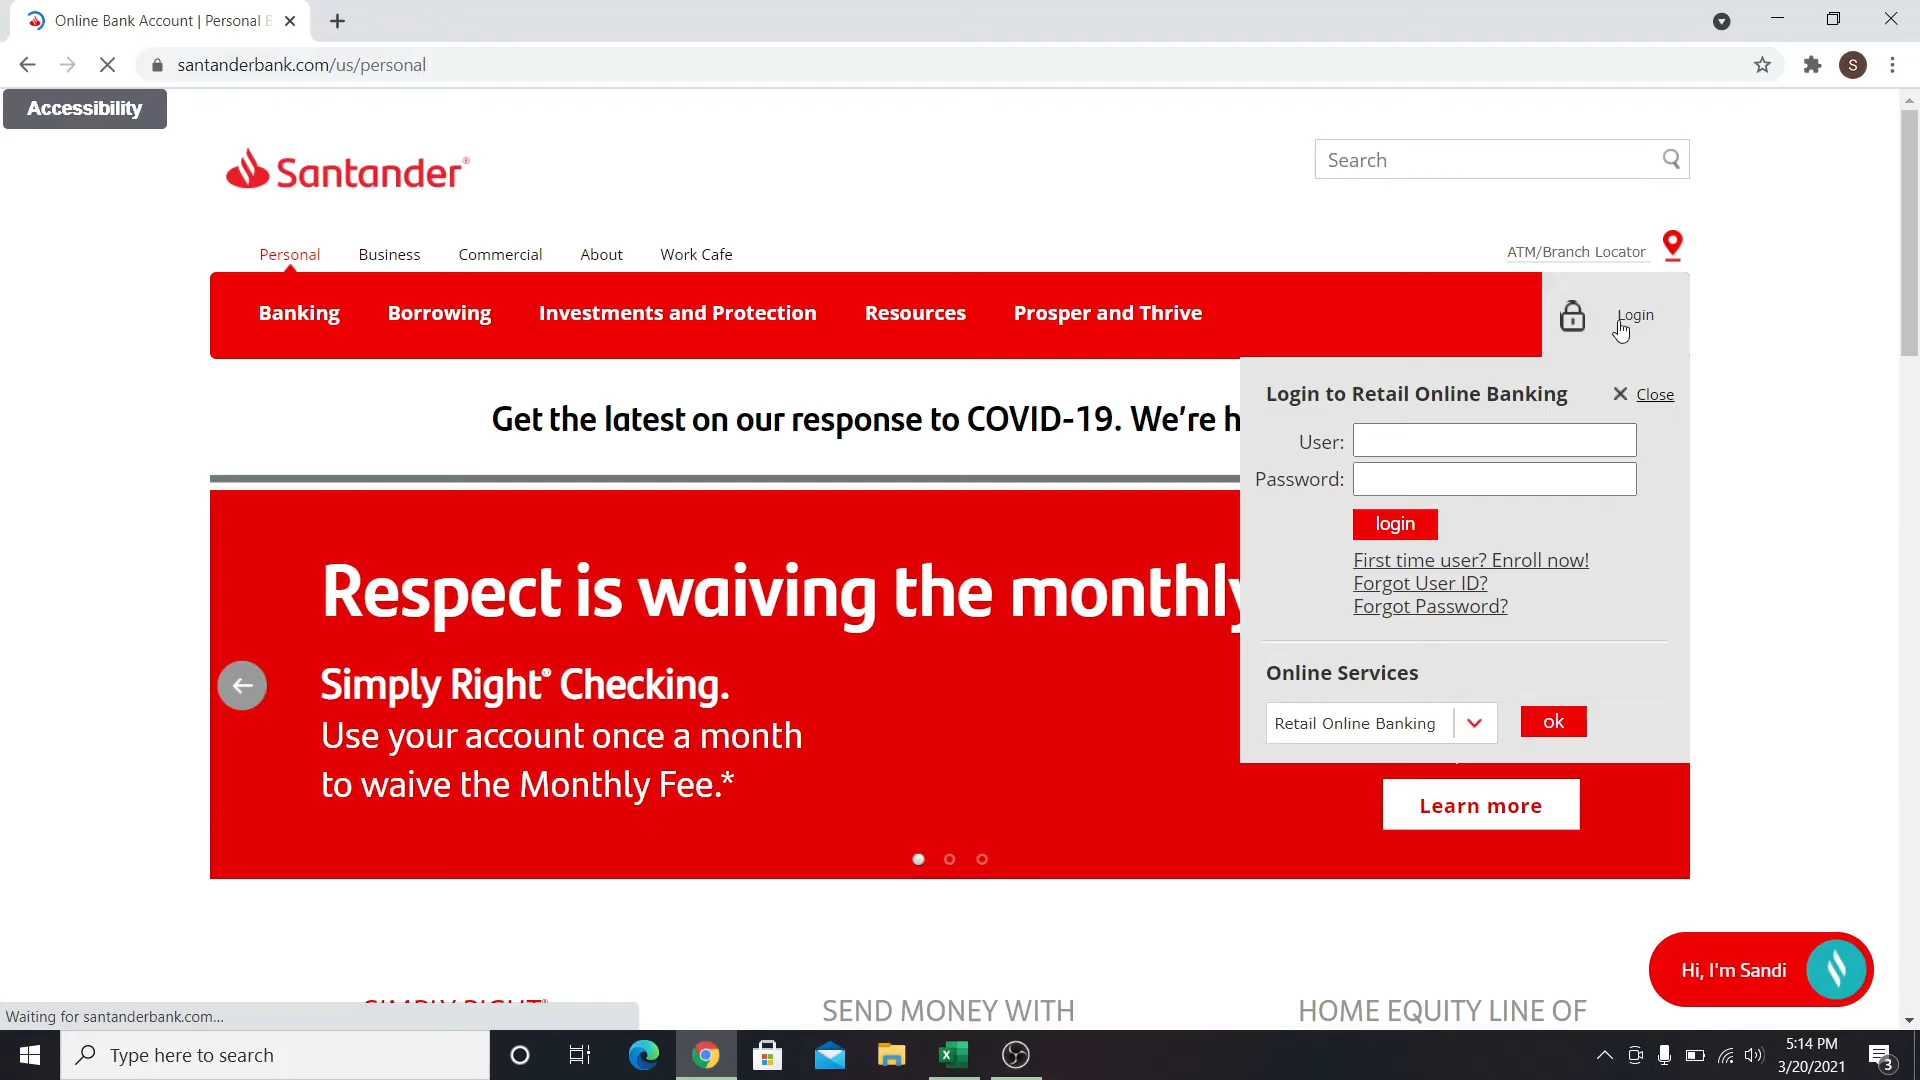 Online Bank Account | Personal B
santanderbank.com/us/personal
S
Accessibility
Santander®
Search
Personal Business Commercial About Work Cafe
ATM/Branch Locator
Banking Borrowing Investments and Protection Resources Prosper and Thrive
Login
Get the latest on our response to COVID-19. We're h
Login to Retail Online Banking
Close
User:
Password:
login
First time user? Enroll now!
Forgot User ID?
Forgot Password?
Online Services
Retail Online Banking
ok
Respect is waiving the monthly
Simply Right® Checking.
Use your account once a month
to waive the Monthly Fee.*
Learn more
Hi, I'm Sandi
SIMPLY RIGHT®
SEND MONEY WITH
HOME EQUITY LINE OF
Waiting for santanderbank.com...
Type here to search
5:14 PM
3/20/2021
3